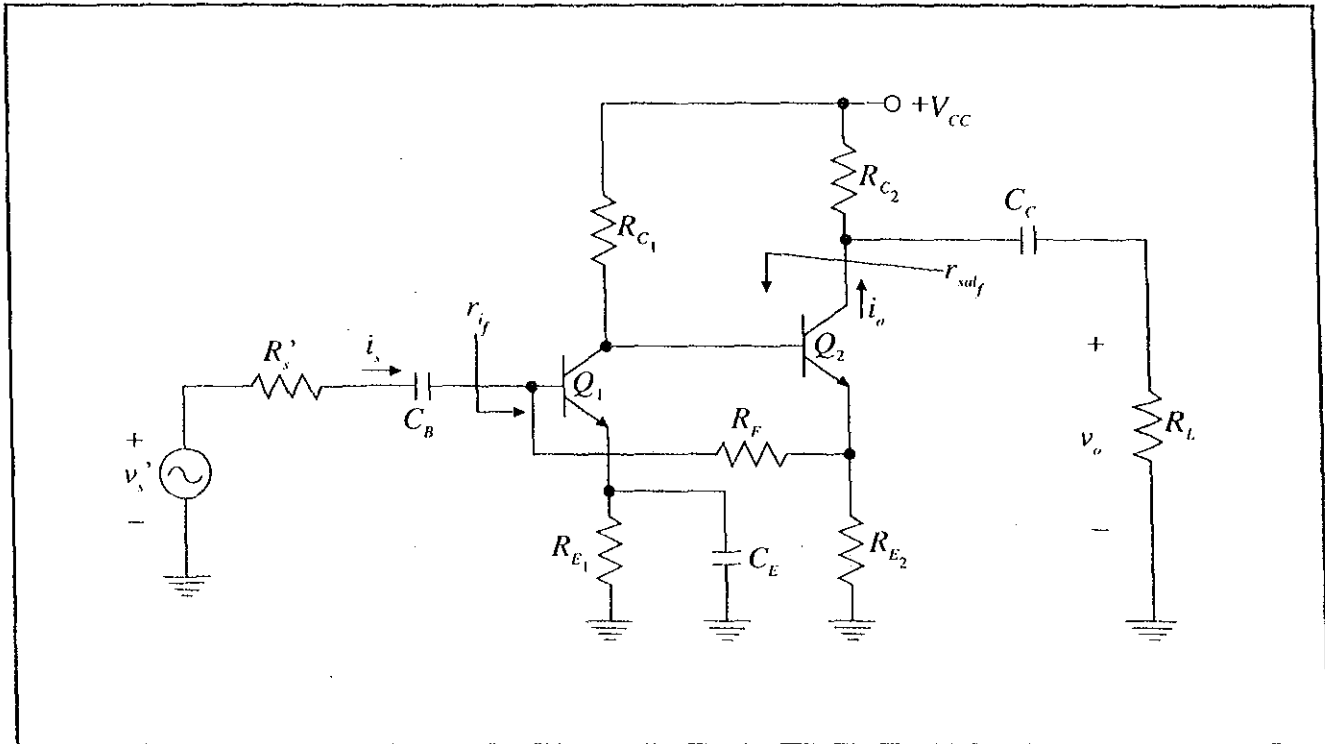 +V_CC
R_C2
C_C
R_C1
r_salf
i_o
r_if
R_s'
i_s
Q_1
Q_2
C_B
R_F
+
R_L
v_o
−
+
v_s'
−
R_E1
C_E
R_E2